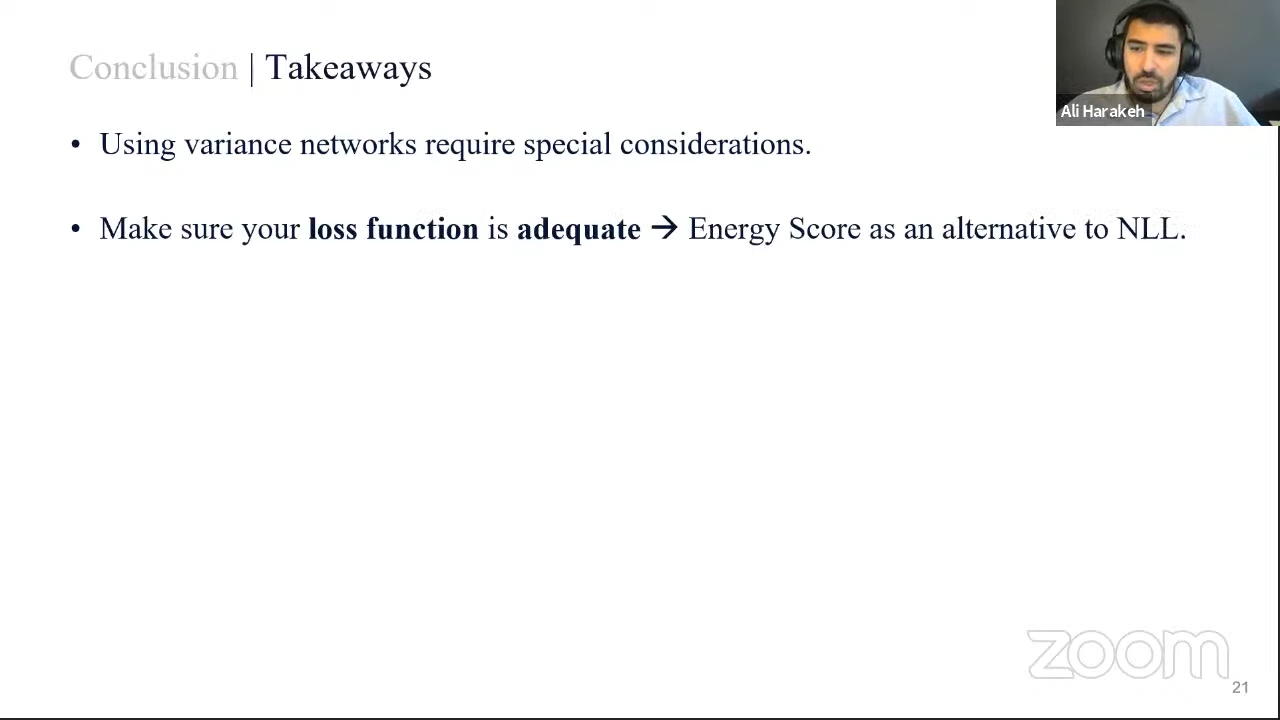 Conclusion | Takeaways
Ali Harakeh
• Using variance networks require special considerations.
• Make sure your loss function is adequate → Energy Score as an alternative to NLL.
zoom
21